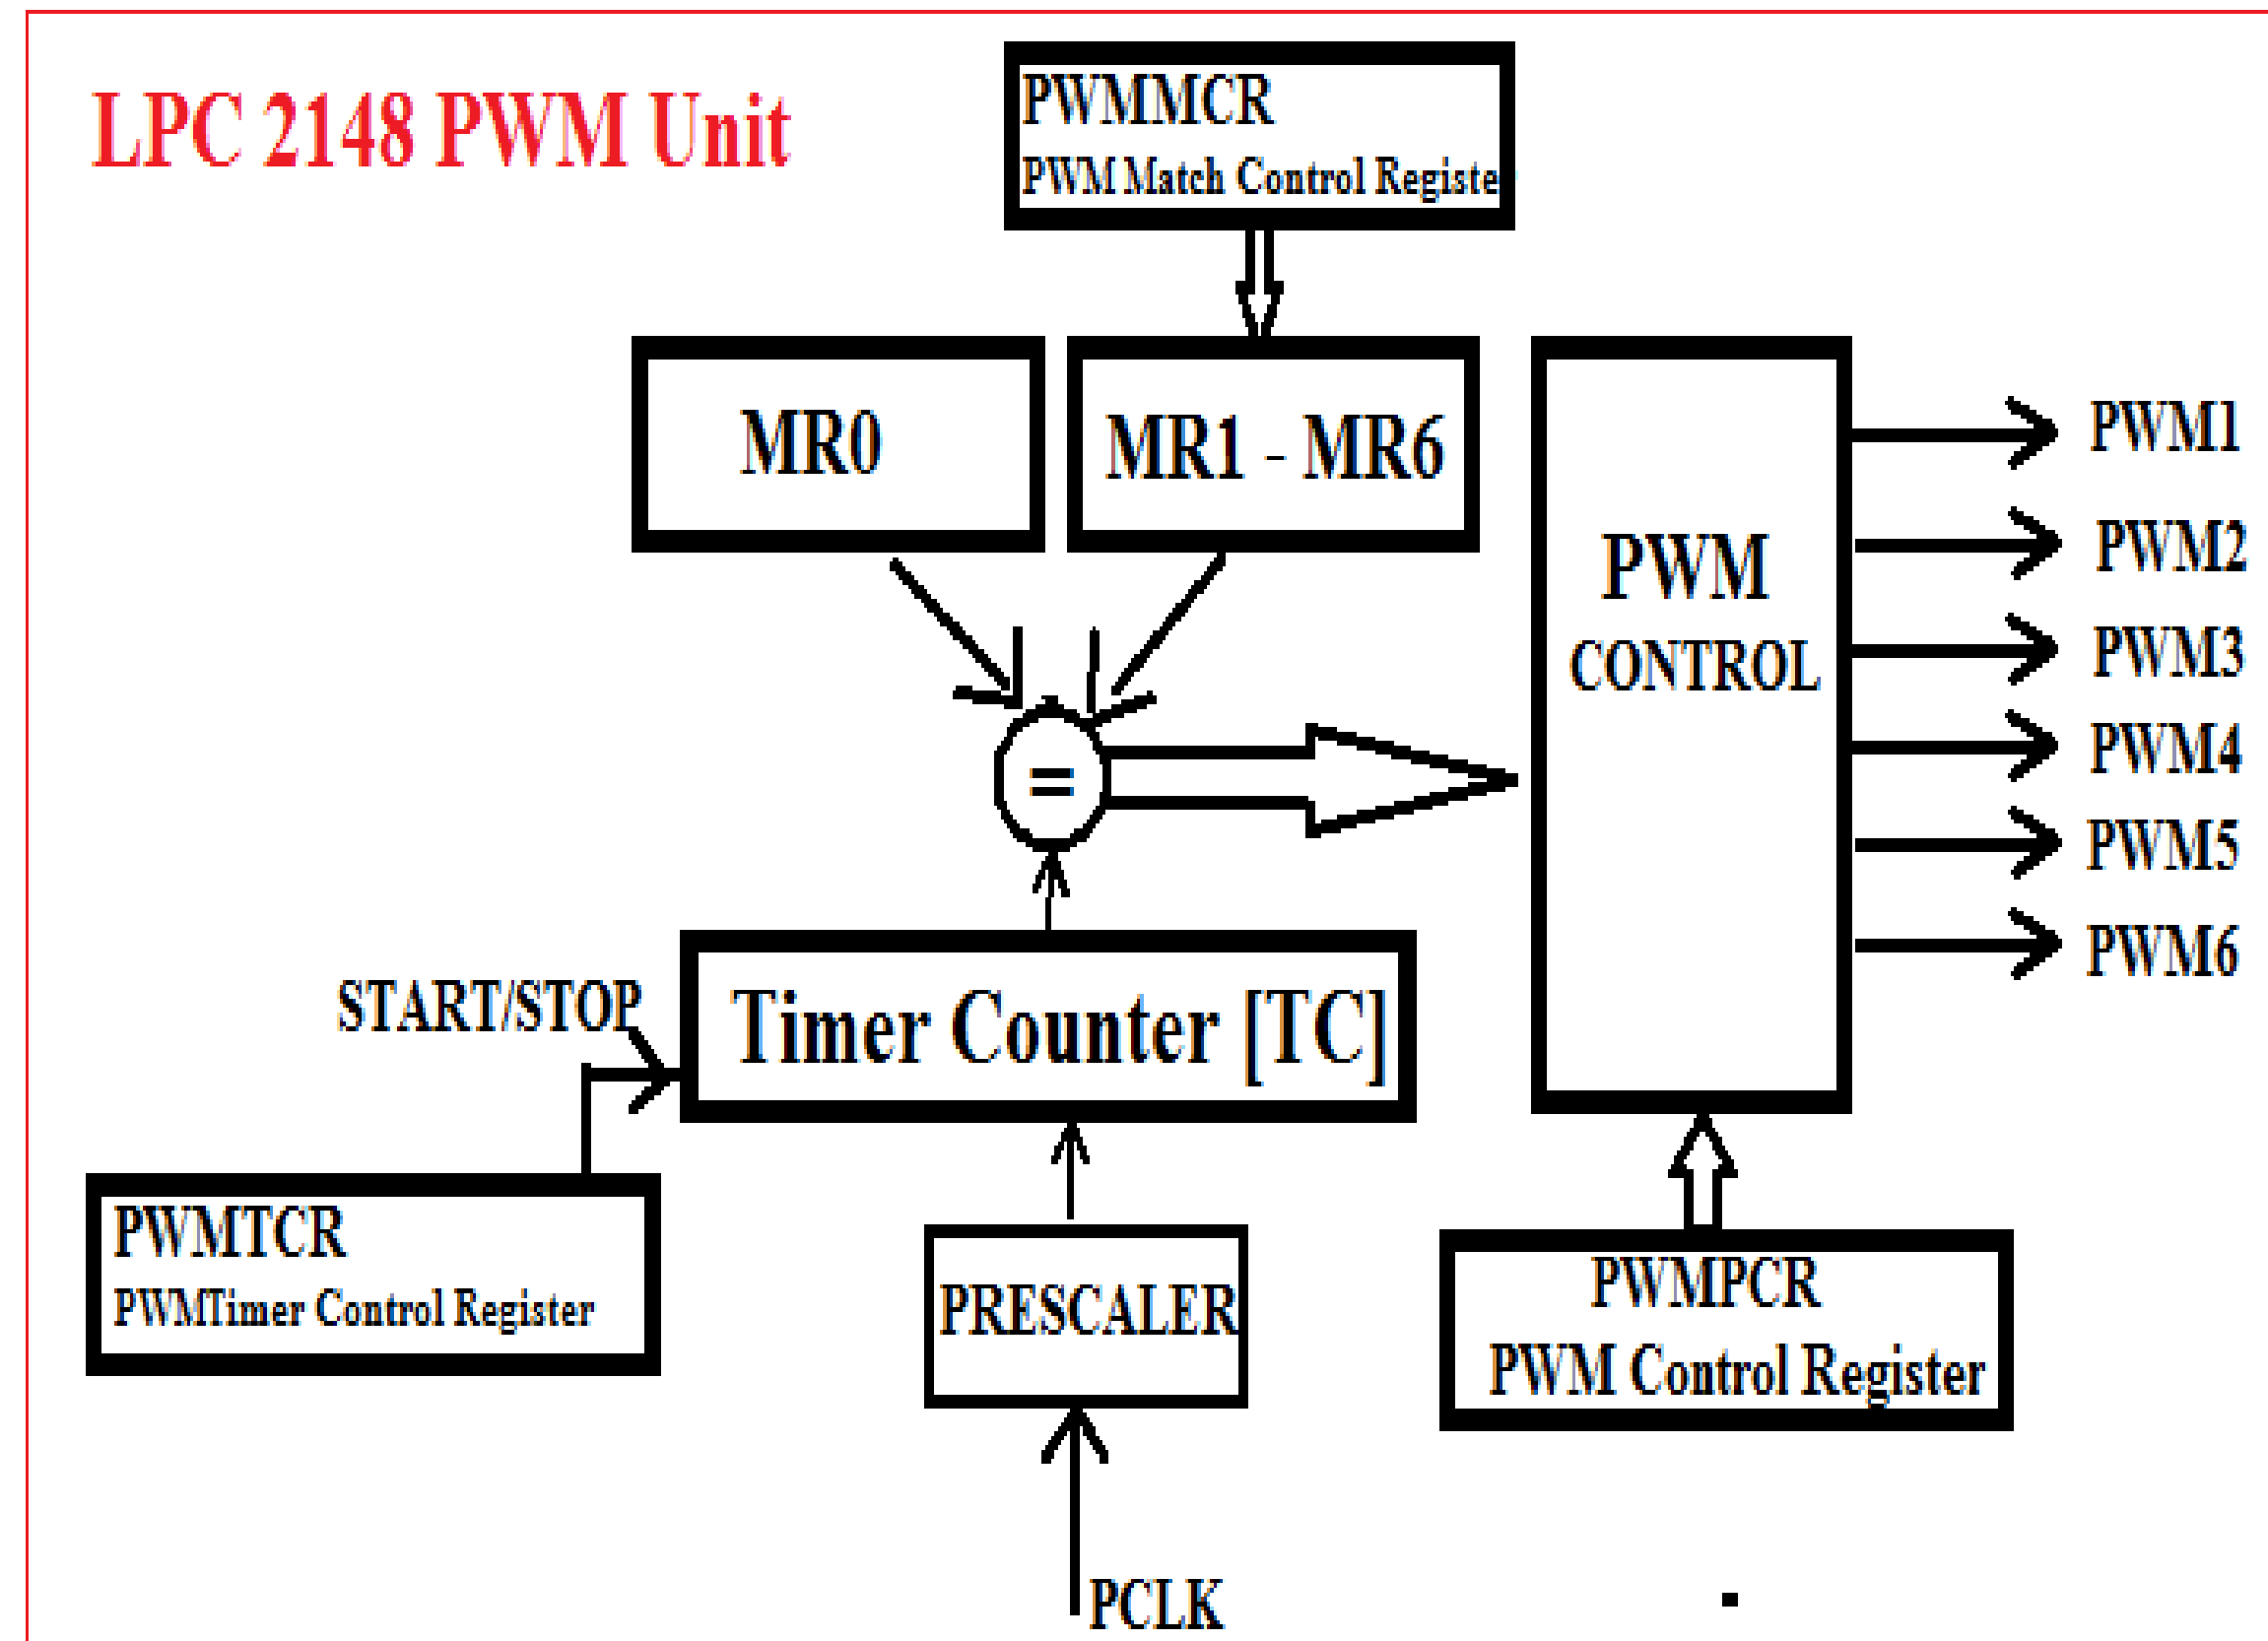 LPC 2148 PWM Unit
PWMMCR
PWM Match Control Register
MR0
MR1 - MR6
PWM
CONTROL
PWM1
PWM2
PWM3
PWM4
PWM5
PWM6
=
START/STOP
Timer Counter [TC]
PWMTCR
PWMTimer Control Register
PRESCALER
PWMPCR
PWM Control Register
PCLK